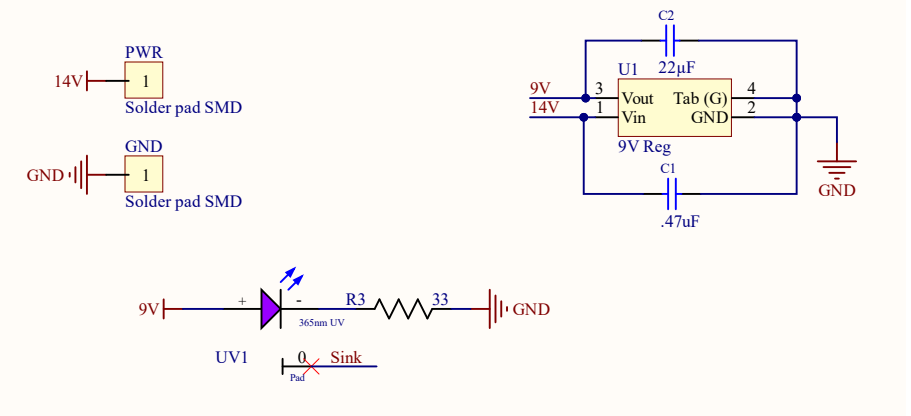 PWR
14V 1
Solder pad SMD
GND
GND 1
Solder pad SMD
C2
22µF
U1
9V 3 Vout Tab (G) 4
14V 1 Vin GND 2
9V Reg
C1
.47uF
GND
9V + - R3 33 GND
365nm UV
UV1
0 Sink
Pad